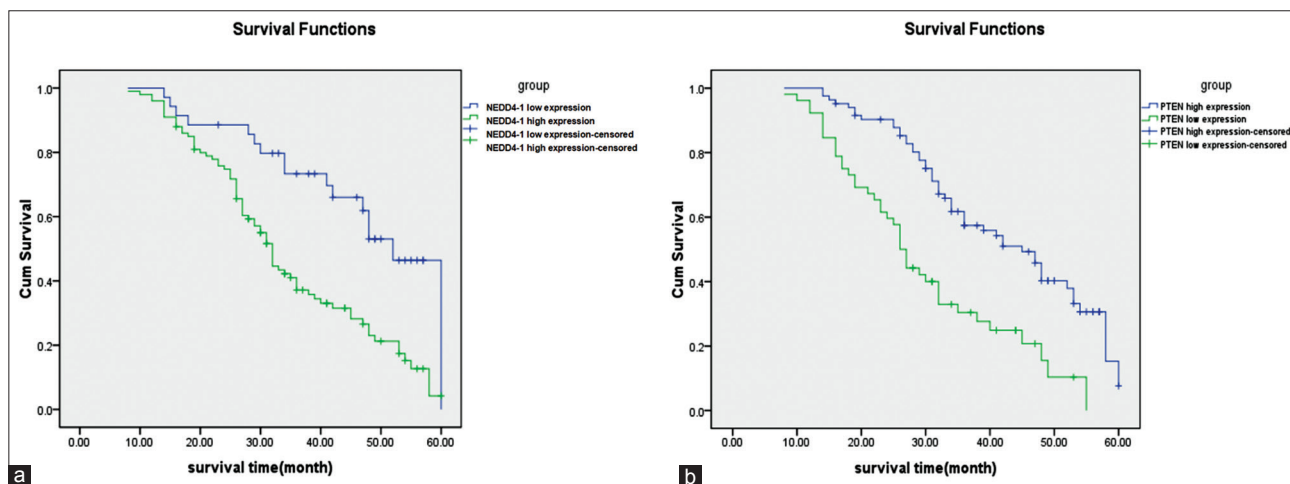 Survival Functions
group
NEDD4-1 low expression
NEDD4-1 high expression
NEDD4-1 low expression-censored
NEDD4-1 high expression-censored
Cum Survival
1.0
0.8
0.6
0.4
0.2
0.0
0.00 10.00 20.00 30.00 40.00 50.00 60.00
survival time(month)
a
Survival Functions
group
PTEN high expression
PTEN low expression
PTEN high expression-censored
PTEN low expression-censored
Cum Survival
1.0
0.8
0.6
0.4
0.2
0.0
0.00 10.00 20.00 30.00 40.00 50.00 60.00
survival time(month)
b